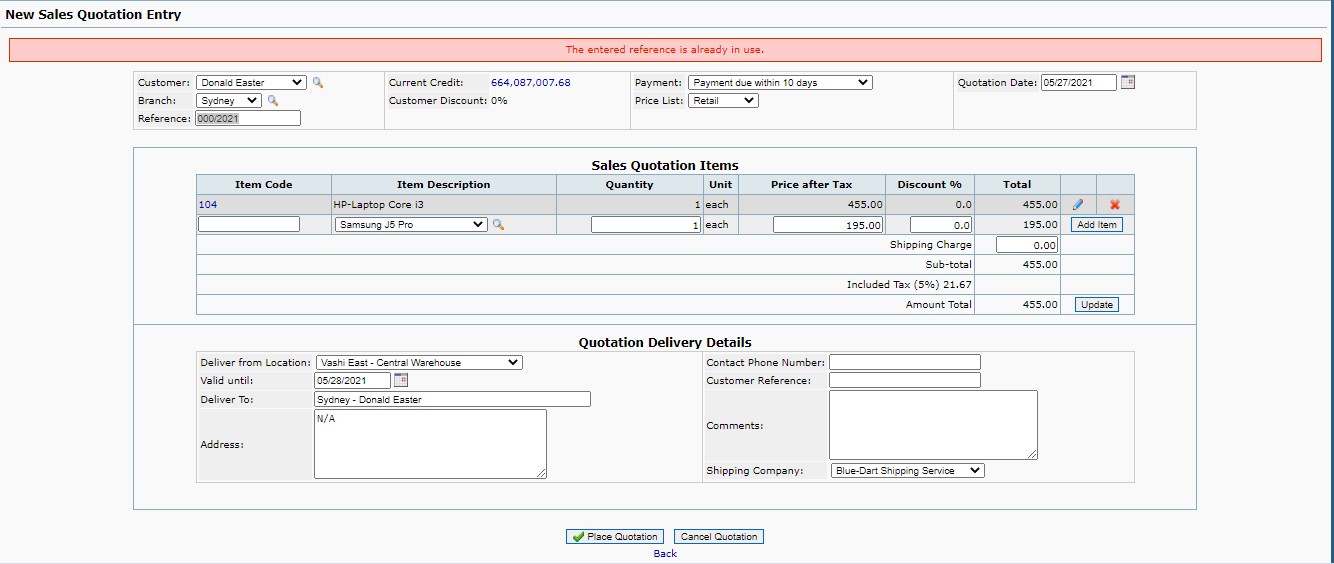 New Sales Quotation Entry
The entered reference is already in use.
Customer: Donald Easter Current Credit: 664,087,007.68 Payment: Payment due within 10 days Quotation Date: 05/27/2021
Branch: Sydney Customer Discount: 0% Price List: Retail
Reference: 000/2021
Sales Quotation Items
Item Code Item Description Quantity Unit Price after Tax Discount % Total
104 HP-Laptop Core i3 1 each 455.00 0.0 455.00
Samsung J5 Pro 1 each 195.00 0.0 195.00 Add Item
Shipping Charge 0.00
Sub-total 455.00
Included Tax (5%) 21.67
Amount Total 455.00 Update
Quotation Delivery Details
Deliver from Location: Vashi East - Central Warehouse Contact Phone Number:
Valid until: 05/28/2021 Customer Reference:
Deliver To: Sydney - Donald Easter
N/A
Address:
Comments:
Shipping Company: Blue-Dart Shipping Service
Place Quotation Cancel Quotation
Back